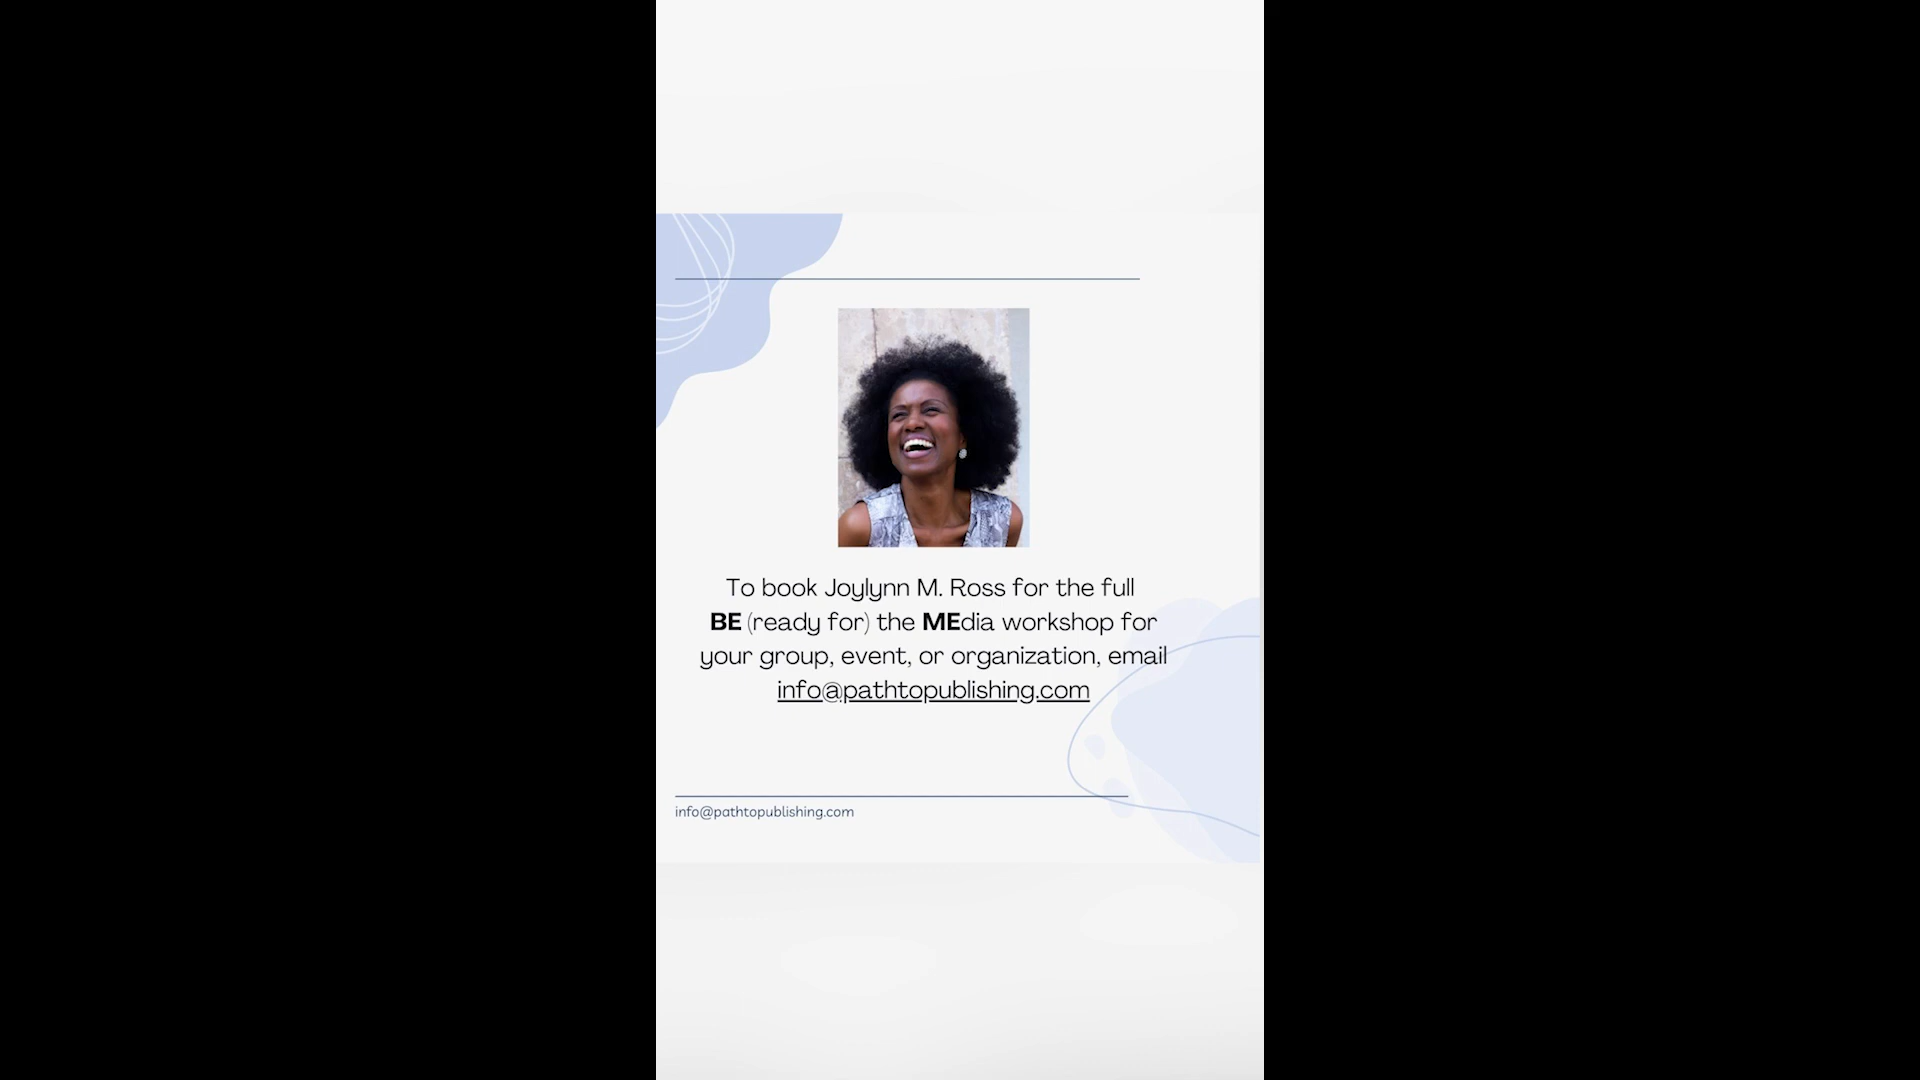 To book Joylynn M. Ross for the full
BE (ready for) the MEdia workshop for
your group, event, or organization, email
info@pathtopublishing.com
info@pathtopublishing.com